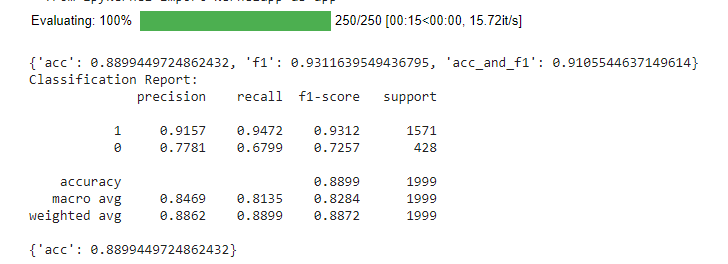 Evaluating: 100% 250/250 [00:15<00:00, 15.72it/s]
{'acc': 0.8899449724862432, 'f1': 0.9311639549436795, 'acc_and_f1': 0.9105544637149614}
Classification Report:
precision recall f1-score support
1 0.9157 0.9472 0.9312 1571
0 0.7781 0.6799 0.7257 428
accuracy 0.8899 1999
macro avg 0.8469 0.8135 0.8284 1999
weighted avg 0.8862 0.8899 0.8872 1999
{'acc': 0.8899449724862432}